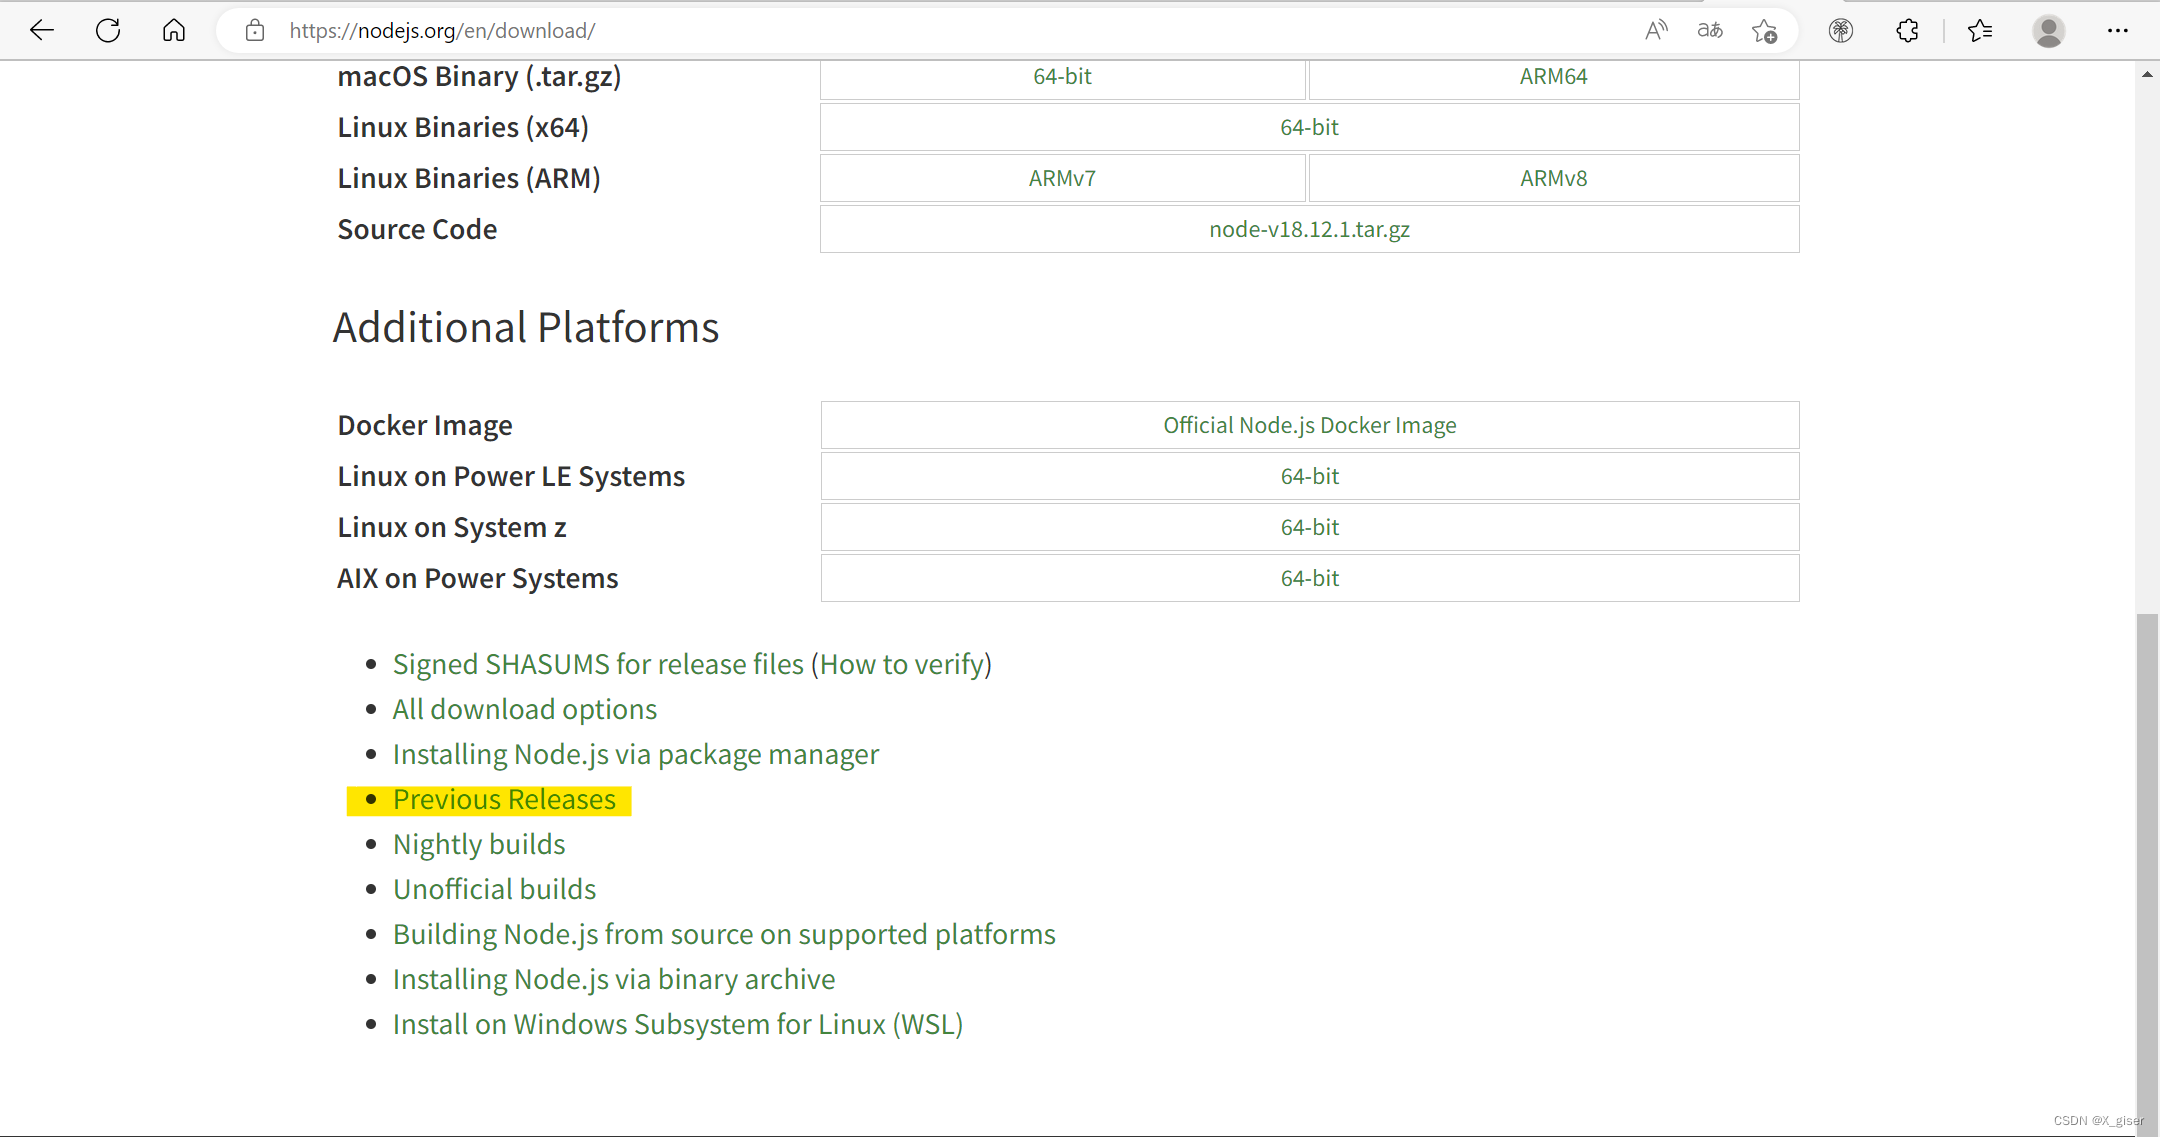 https://nodejs.org/en/download/
macOS Binary (.tar.gz) 64-bit ARM64
Linux Binaries (x64) 64-bit
Linux Binaries (ARM) ARMv7 ARMv8
Source Code node-v18.12.1.tar.gz
Additional Platforms
Docker Image Official Node.js Docker Image
Linux on Power LE Systems 64-bit
Linux on System z 64-bit
AIX on Power Systems 64-bit
• Signed SHASUMS for release files (How to verify)
• All download options
• Installing Node.js via package manager
• Previous Releases
• Nightly builds
• Unofficial builds
• Building Node.js from source on supported platforms
• Installing Node.js via binary archive
• Install on Windows Subsystem for Linux (WSL)
CSDN @X_giser